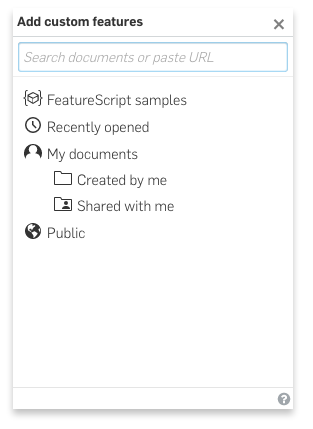 Add custom features
Search documents or paste URL
FeatureScript samples
Recently opened
My documents
Created by me
Shared with me
Public